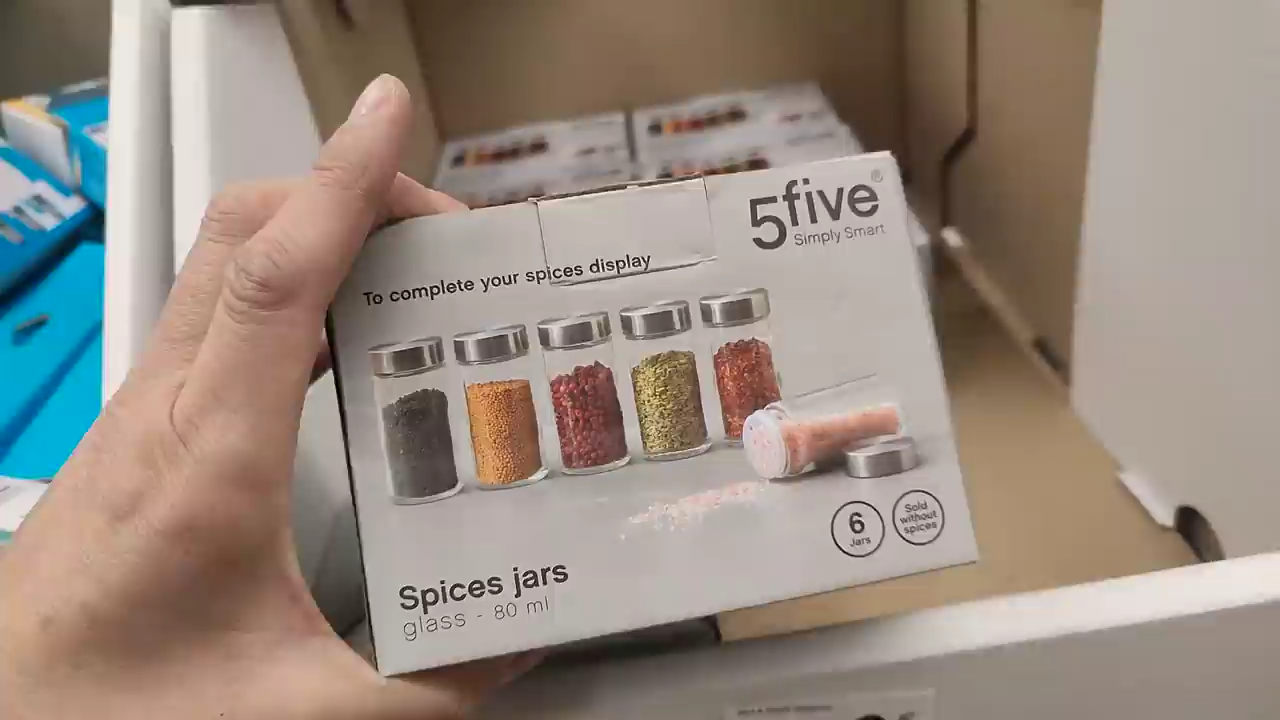 5five®
Simply Smart
To complete your spices display
6
Jars
Sold
without
spices
Spices jars
glass - 80 ml